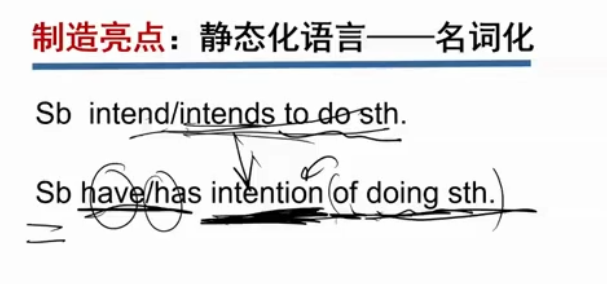 制造亮点：静态化语言——名词化
Sb intend/intends to do sth.
Sb have/has intention of doing sth.